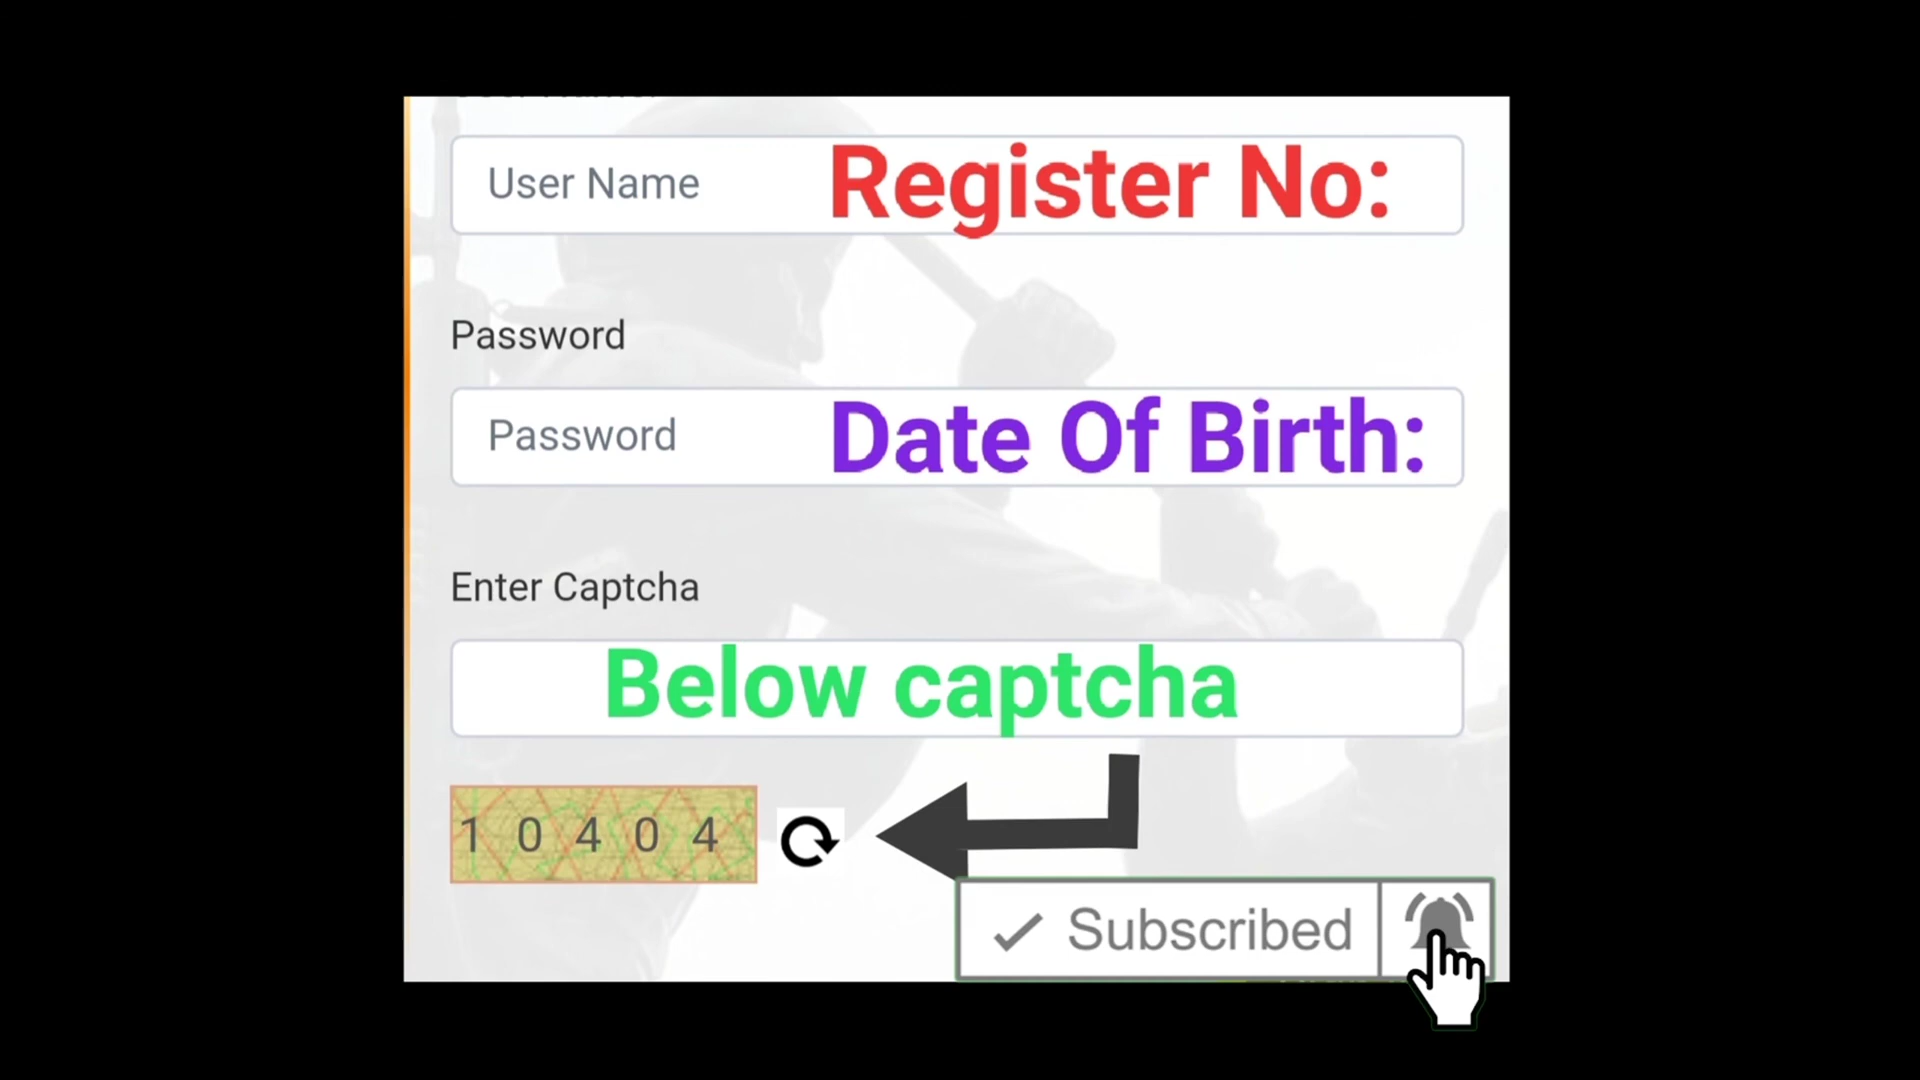 User Name Register No:
Password
Password Date Of Birth:
Enter Captcha
Below captcha
1 0 4 0 4
Subscribed